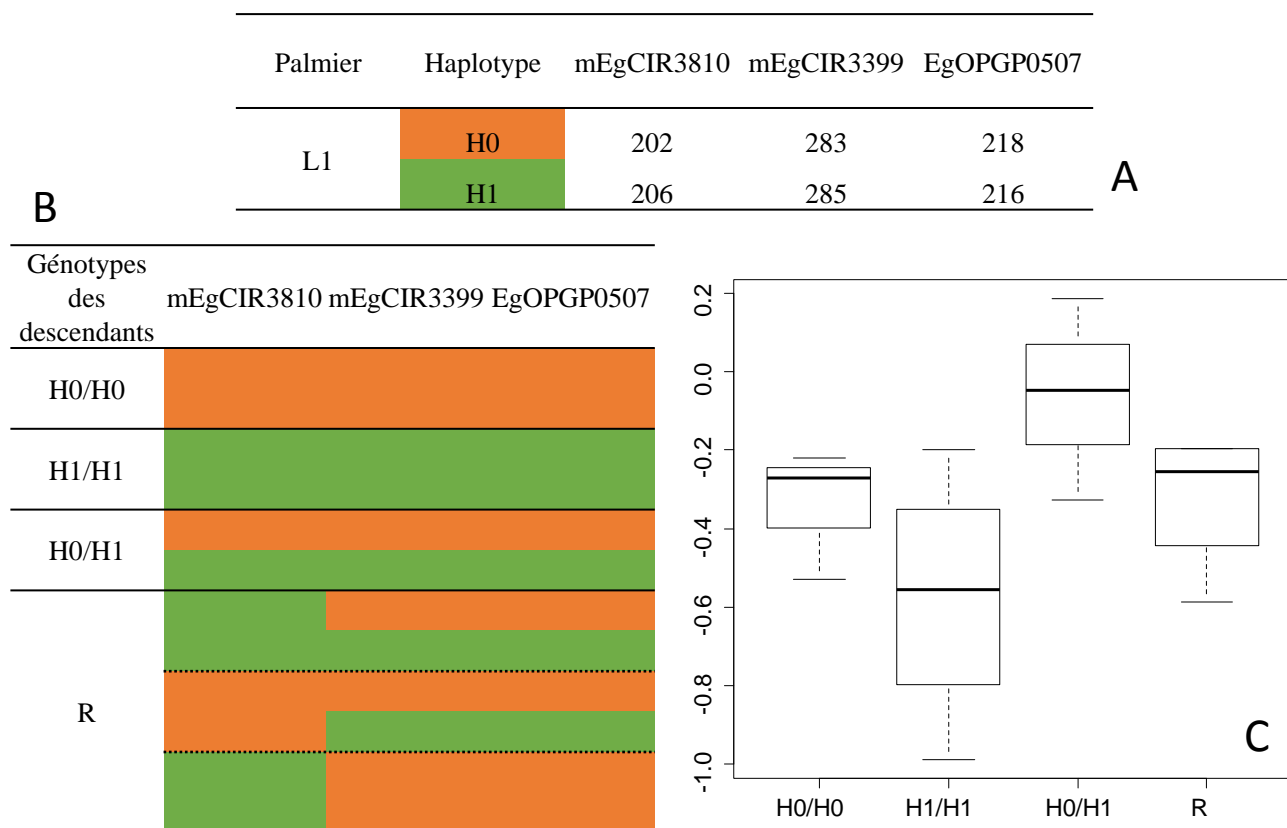 Palmier Haplotype mEgCIR3810 mEgCIR3399 EgOPGP0507
L1
H0 202 283 218
H1 206 285 216
A
B
Génotypes
des
descendants
mEgCIR3810 mEgCIR3399 EgOPGP0507
H0/H0
H1/H1
H0/H1
R
0.2
0.0
-0.2
-0.4
-0.6
-0.8
-1.0
H0/H0 H1/H1 H0/H1 R
C